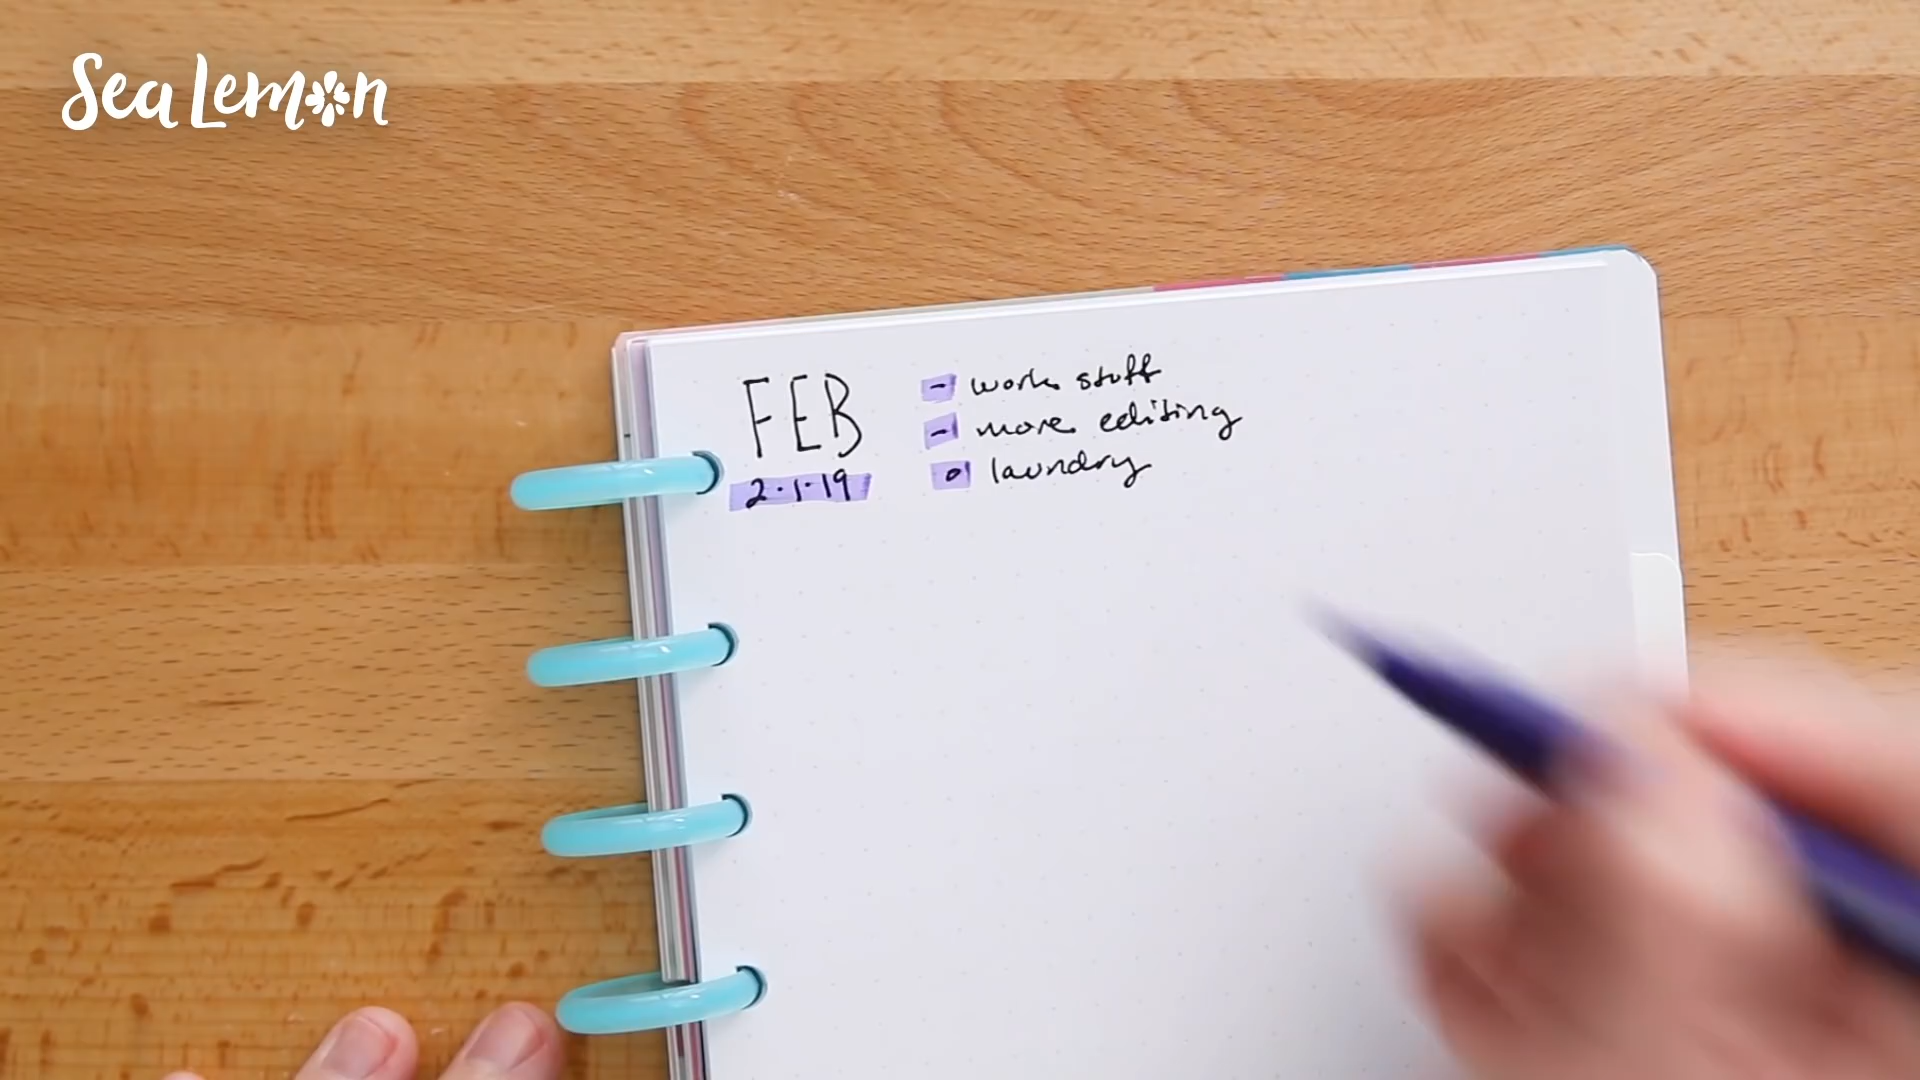 Sea Lemon
FEB
2·1·19
- work stuff
- more editing
o laundry